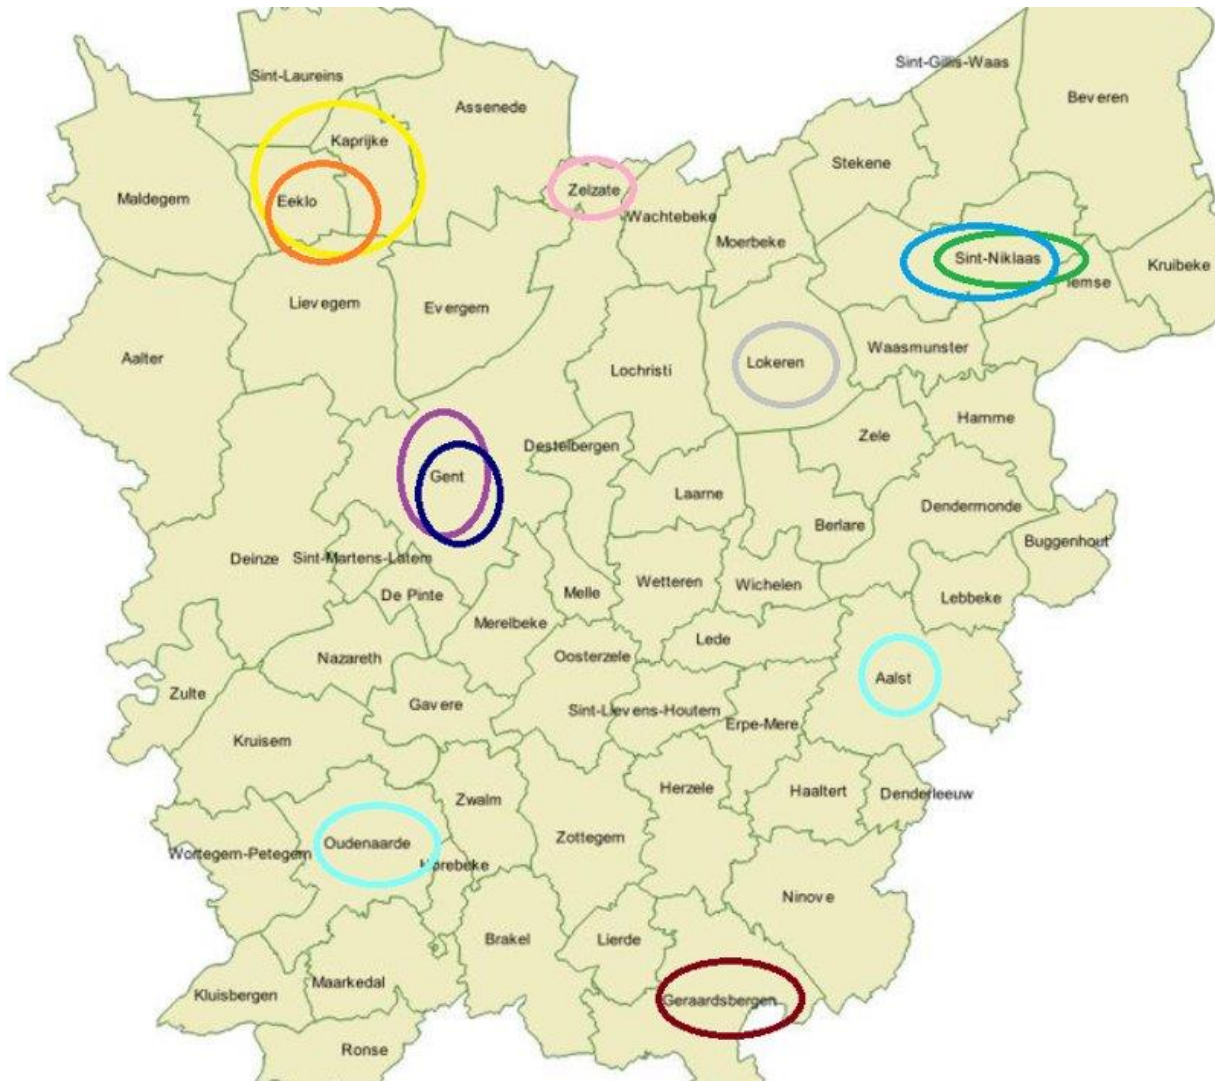 Sint-Laureins
Sint-Gillis-Waas
Beveren
Assenede
Kaprijke
Stekene
Maldegem
Eeklo
Zelzate
Wachtebeke
Moerbeke
Sint-Niklaas
Kruibeke
Temse
Lievegem
Evergem
Aalter
Lochristi
Lokeren
Waasmunster
Hamme
Zele
Destelbergen
Gent
Laarne
Dendermonde
Berlare
Buggenhout
Deinze
Sint-Martens-Latem
De Pinte
Melle
Wetteren
Wichelen
Lebbeke
Merelbeke
Lede
Nazareth
Oosterzele
Aalst
Zulte
Gavere
Sint-Lievens-Houtem
Erpe-Mere
Kruisem
Zwalm
Herzele
Haaltert
Denderleeuw
Oudenaarde
Zottegem
Wortegem-Petegem
Horebeke
Ninove
Brakel
Lierde
Kluisbergen
Maarkedal
Geraardsbergen
Ronse